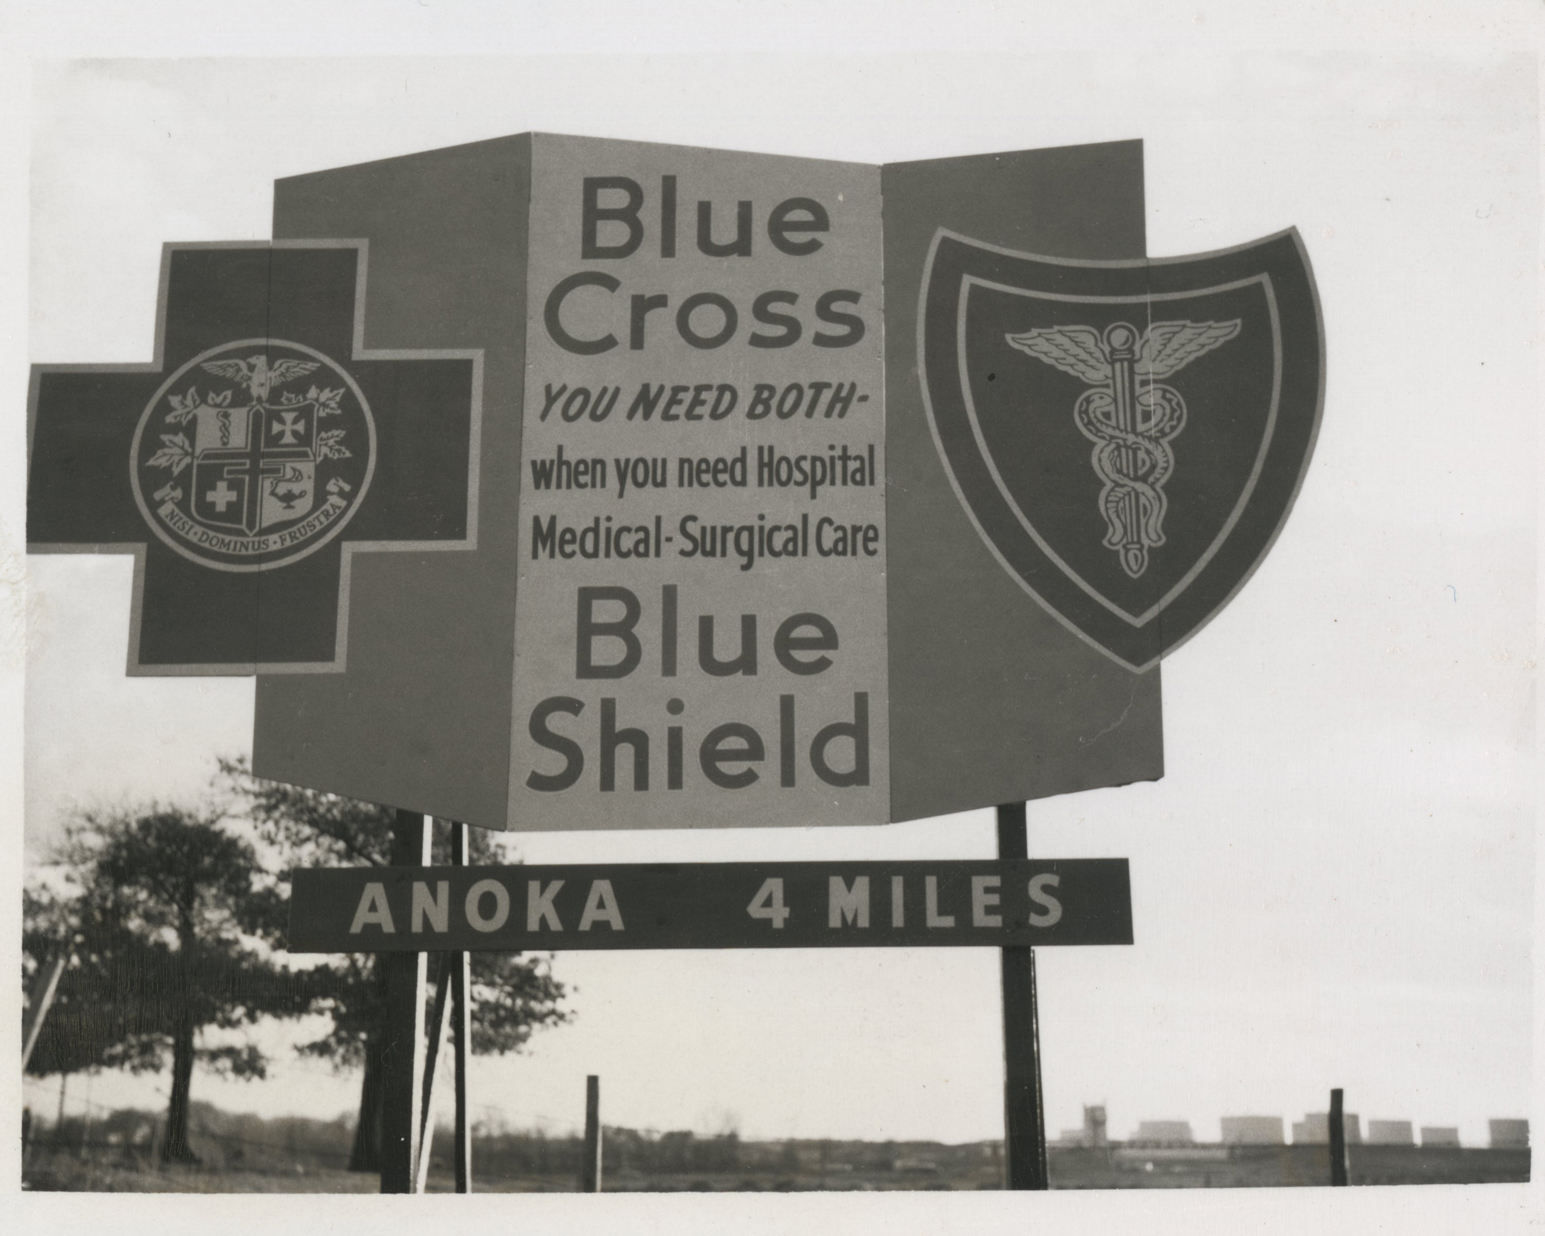 Blue
Cross
YOU NEED BOTH-
when you need Hospital
Medical-Surgical Care
Blue
Shield
NISI·DOMINUS·FRUSTRA
ANOKA 4 MILES